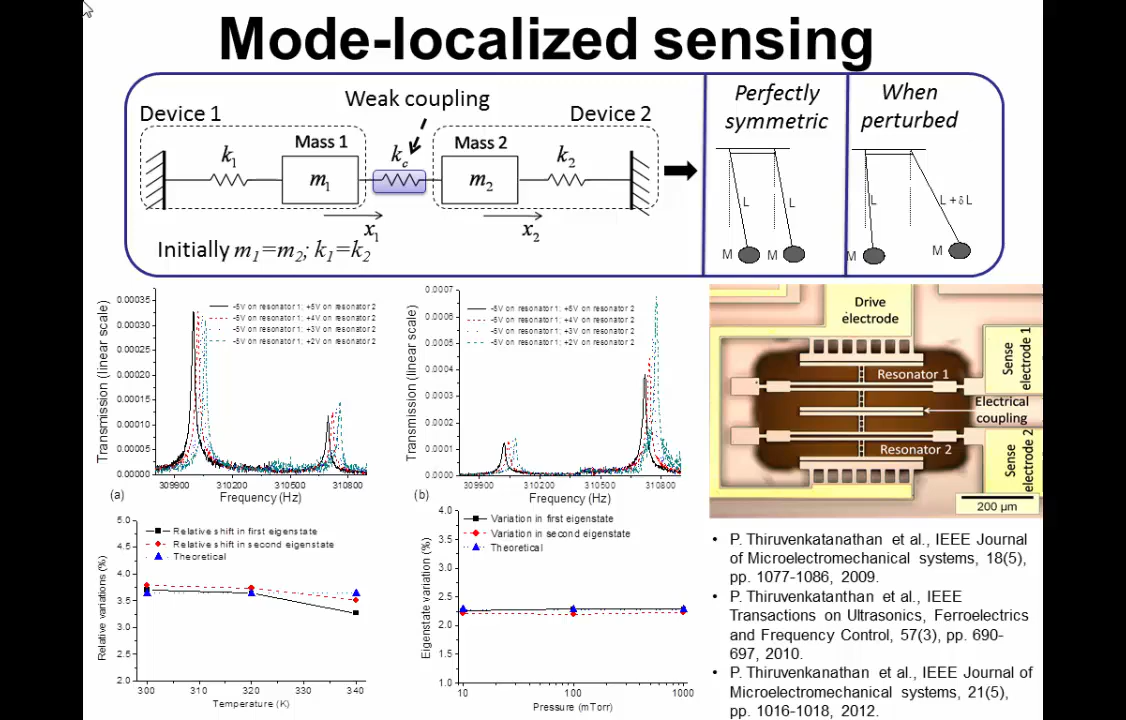 Mode-localized sensing
Device 1
Weak coupling
Device 2
Mass 1
Mass 2
k1
kc
k2
m1
m2
x1
x2
Initially m1=m2; k1=k2
Perfectly
symmetric
L
L
M
M
When
perturbed
L
L + δL
M
M
Transmission (linear scale)
0.00035
0.00030
0.00025
0.00020
0.00015
0.00010
0.00005
0.00000
-5V on resonator 1; +5V on resonator 2
-5V on resonator 1; +4V on resonator 2
-5V on resonator 1; +3V on resonator 2
-5V on resonator 1; +2V on resonator 2
309900 310200 310500 310800
(a) Frequency (Hz)
Transmission (linear scale)
0.0007
0.0006
0.0005
0.0004
0.0003
0.0002
0.0001
0.0000
-5V on resonator 1; +5V on resonator 2
-5V on resonator 1; +4V on resonator 2
-5V on resonator 1; +3V on resonator 2
-5V on resonator 1; +2V on resonator 2
309900 310200 310500 310800
(b) Frequency (Hz)
Drive
electrode
Sense
electrode 1
Resonator 1
Electrical
coupling
Resonator 2
Sense
electrode 2
200 µm
Relative variations (%)
5.0
4.5
4.0
3.5
3.0
2.5
2.0
Relative shift in first eigenstate
Relative shift in second eigenstate
Theoretical
300 310 320 330 340
Temperature (K)
Eigenstate variation (%)
4.0
3.5
3.0
2.5
2.0
1.5
1.0
Variation in first eigenstate
Variation in second eigenstate
Theoretical
10 100 1000
Pressure (mTorr)
• P. Thiruvenkatanathan et al., IEEE Journal
of Microelectromechanical systems, 18(5),
pp. 1077-1086, 2009.
• P. Thiruvenkatanthan et al., IEEE
Transactions on Ultrasonics, Ferroelectrics
and Frequency Control, 57(3), pp. 690-
697, 2010.
• P. Thiruvenkanathan et al., IEEE Journal of
Microelectromechanical systems, 21(5),
pp. 1016-1018, 2012.